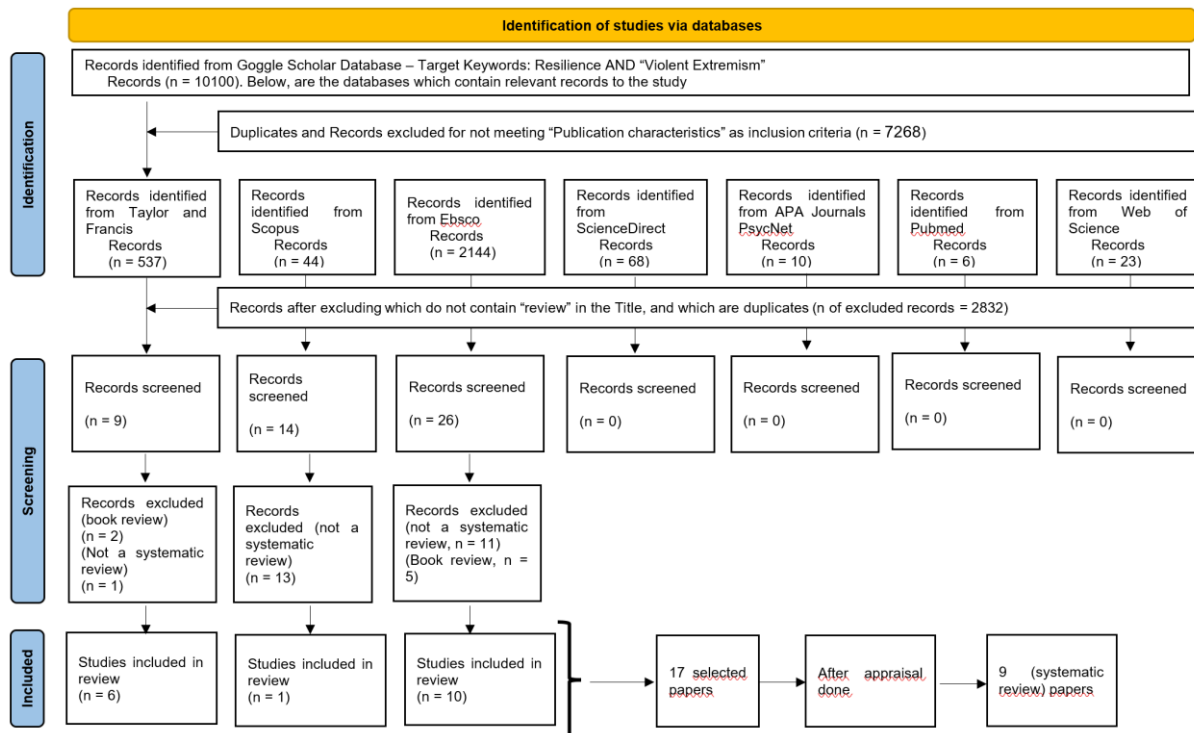 Identification of studies via databases
Identification
Records identified from Goggle Scholar Database – Target Keywords: Resilience AND “Violent Extremism”
Records (n = 10100). Below, are the databases which contain relevant records to the study
Duplicates and Records excluded for not meeting “Publication characteristics” as inclusion criteria (n = 7268)
Records identified
from Taylor and
Francis
Records
(n = 537)
Records
identified from
Scopus
Records
(n = 44)
Records identified
from Ebsco
Records
(n = 2144)
Records identified
from
ScienceDirect
Records
(n = 68)
Records identified
from APA Journals
PsycNet
Records
(n = 10)
Records
identified from
Pubmed
Records
(n = 6)
Records identified
from Web of
Science
Records
(n = 23)
Records after excluding which do not contain “review” in the Title, and which are duplicates (n of excluded records = 2832)
Screening
Records screened
(n = 9)
Records
screened
(n = 14)
Records screened
(n = 26)
Records screened
(n = 0)
Records screened
(n = 0)
Records screened
(n = 0)
Records screened
(n = 0)
Records excluded
(book review)
(n = 2)
(Not a systematic
review)
(n = 1)
Records
excluded (not a
systematic
review)
(n = 13)
Records excluded
(not a systematic
review, n = 11)
(Book review, n =
5)
Included
Studies included in
review
(n = 6)
Studies included in
review
(n = 1)
Studies included in
review
(n = 10)
17 selected
papers
After appraisal
done
9 (systematic
review) papers